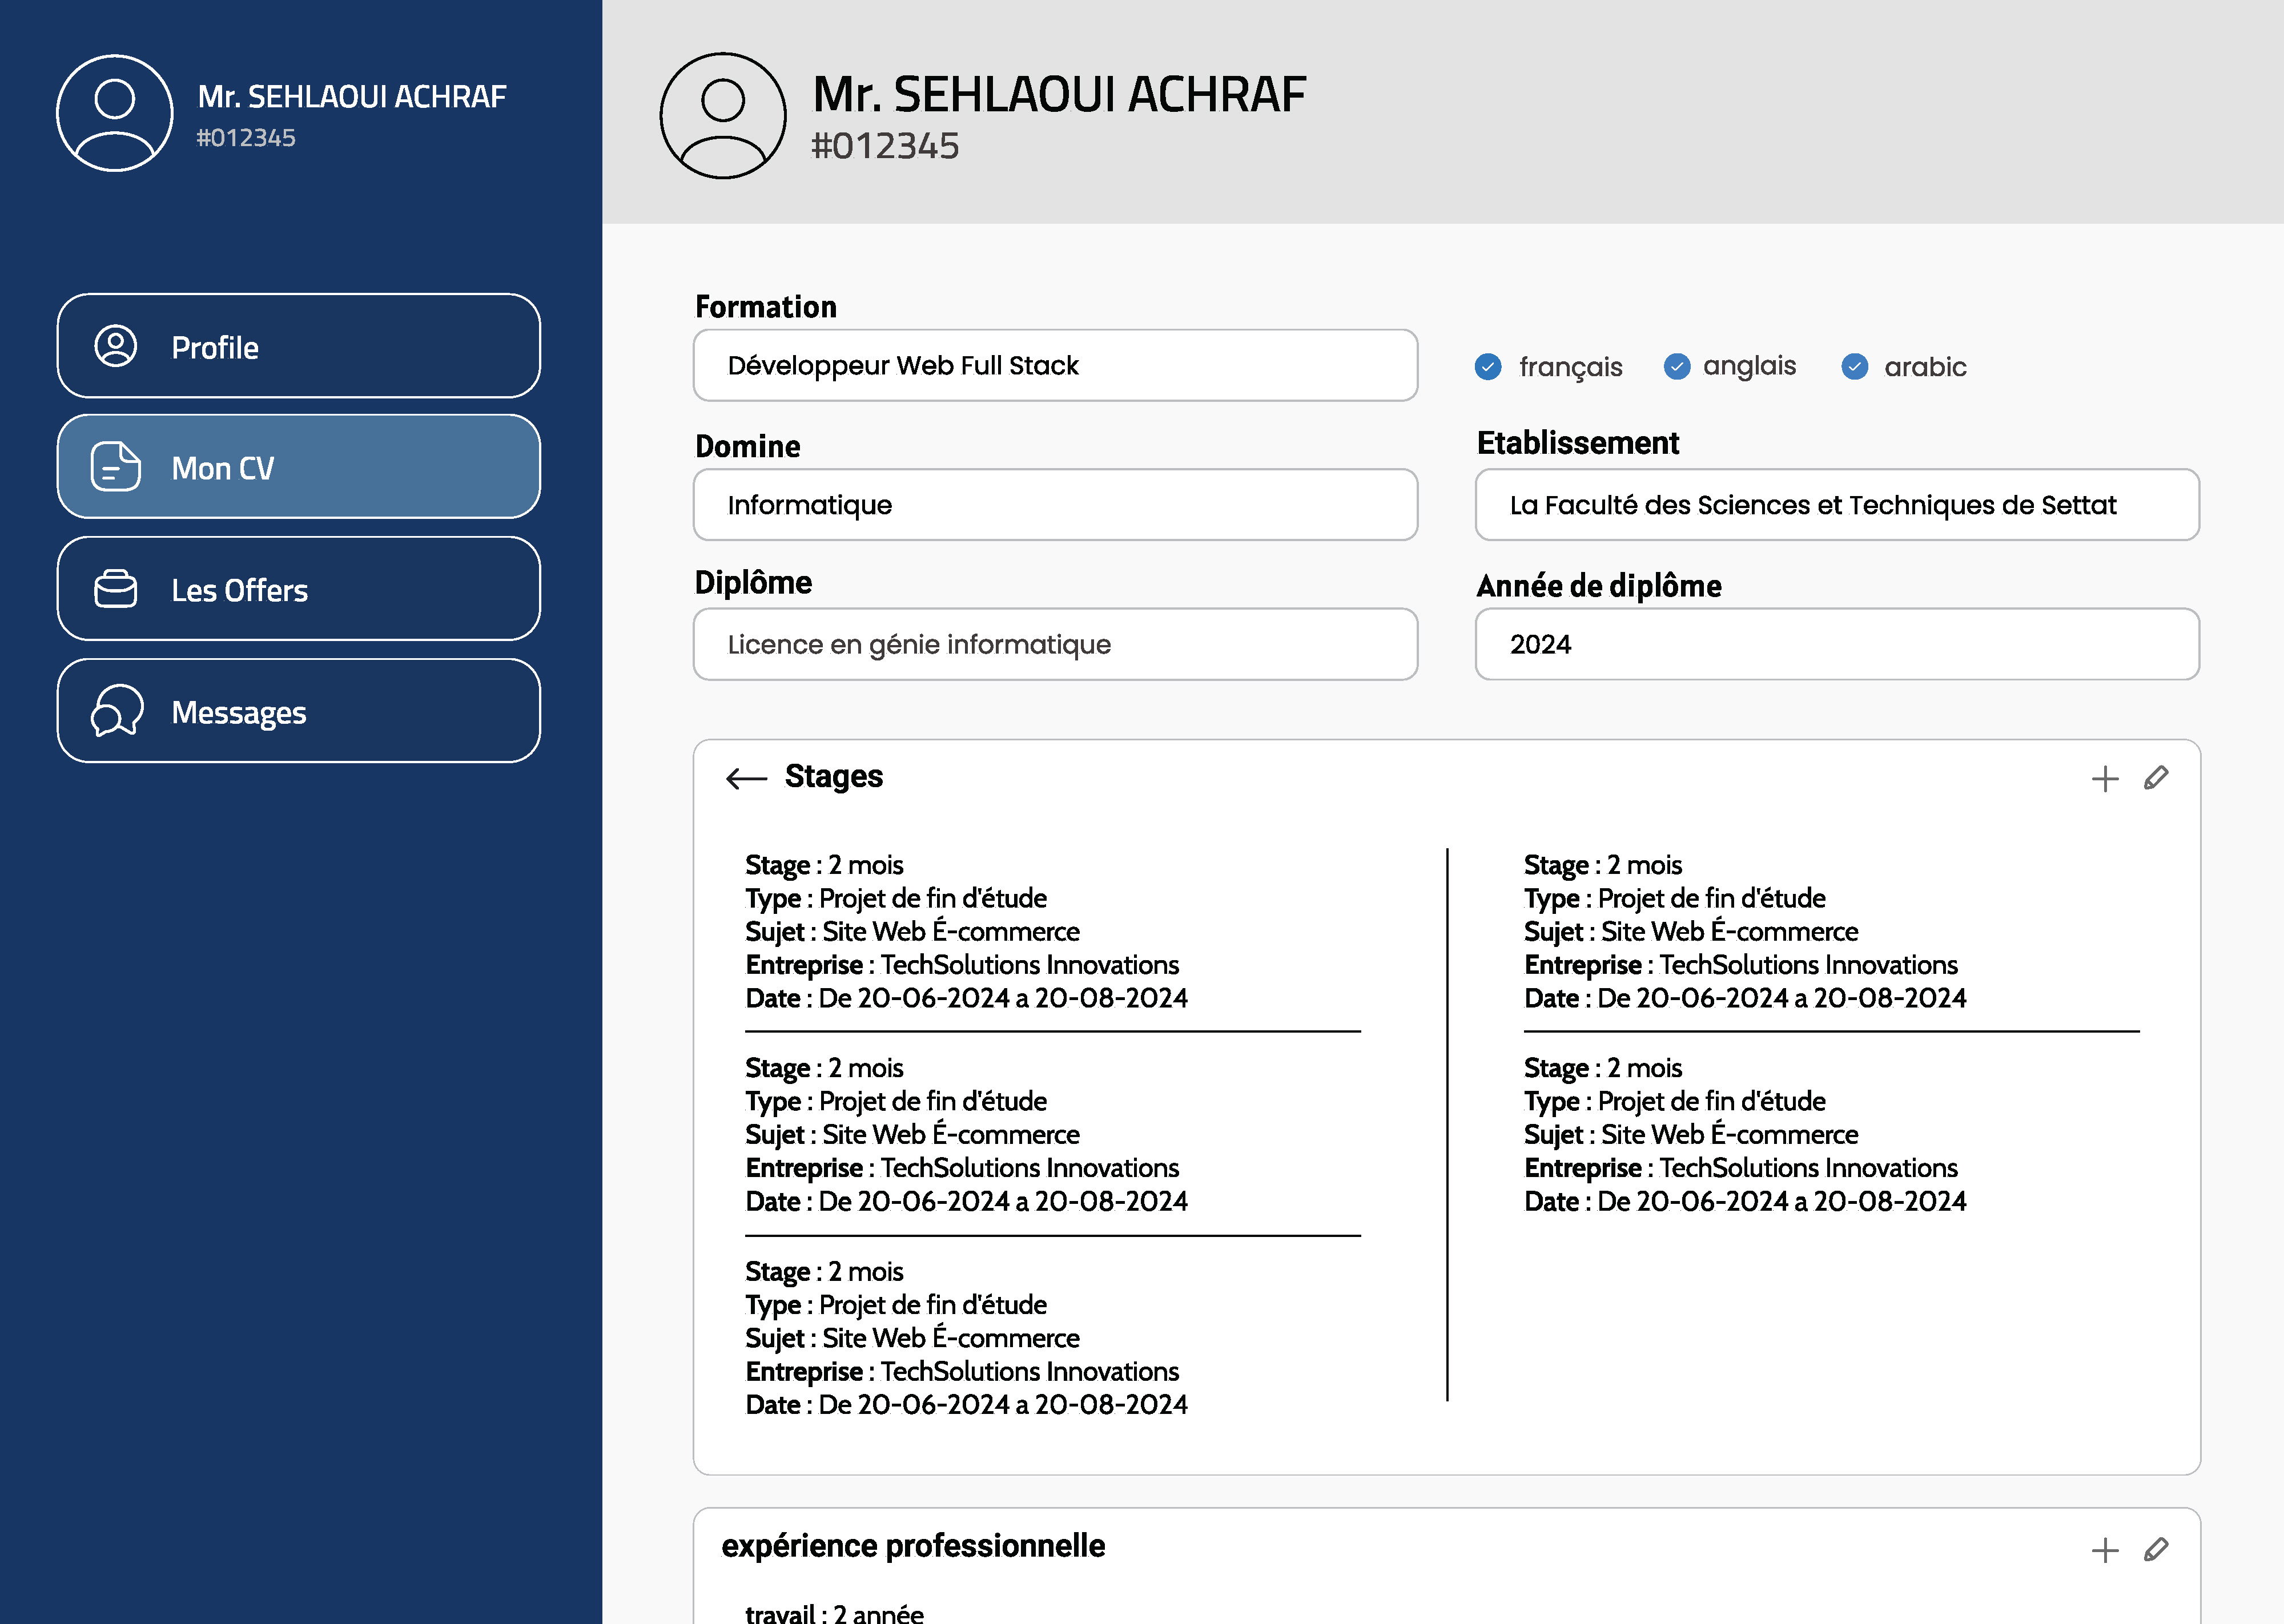 Mr. SEHLAOUI ACHRAF
#012345
Profile
Mon CV
Les Offers
Messages
Mr. SEHLAOUI ACHRAF
#012345
Formation
Développeur Web Full Stack
français anglais arabic
Domine
Informatique
Etablissement
La Faculté des Sciences et Techniques de Settat
Diplôme
Licence en génie informatique
Année de diplôme
2024
Stages
Stage : 2 mois
Type : Projet de fin d'étude
Sujet : Site Web É-commerce
Entreprise : TechSolutions Innovations
Date : De 20-06-2024 a 20-08-2024
Stage : 2 mois
Type : Projet de fin d'étude
Sujet : Site Web É-commerce
Entreprise : TechSolutions Innovations
Date : De 20-06-2024 a 20-08-2024
Stage : 2 mois
Type : Projet de fin d'étude
Sujet : Site Web É-commerce
Entreprise : TechSolutions Innovations
Date : De 20-06-2024 a 20-08-2024
Stage : 2 mois
Type : Projet de fin d'étude
Sujet : Site Web É-commerce
Entreprise : TechSolutions Innovations
Date : De 20-06-2024 a 20-08-2024
Stage : 2 mois
Type : Projet de fin d'étude
Sujet : Site Web É-commerce
Entreprise : TechSolutions Innovations
Date : De 20-06-2024 a 20-08-2024
expérience professionnelle
travail : 2 année